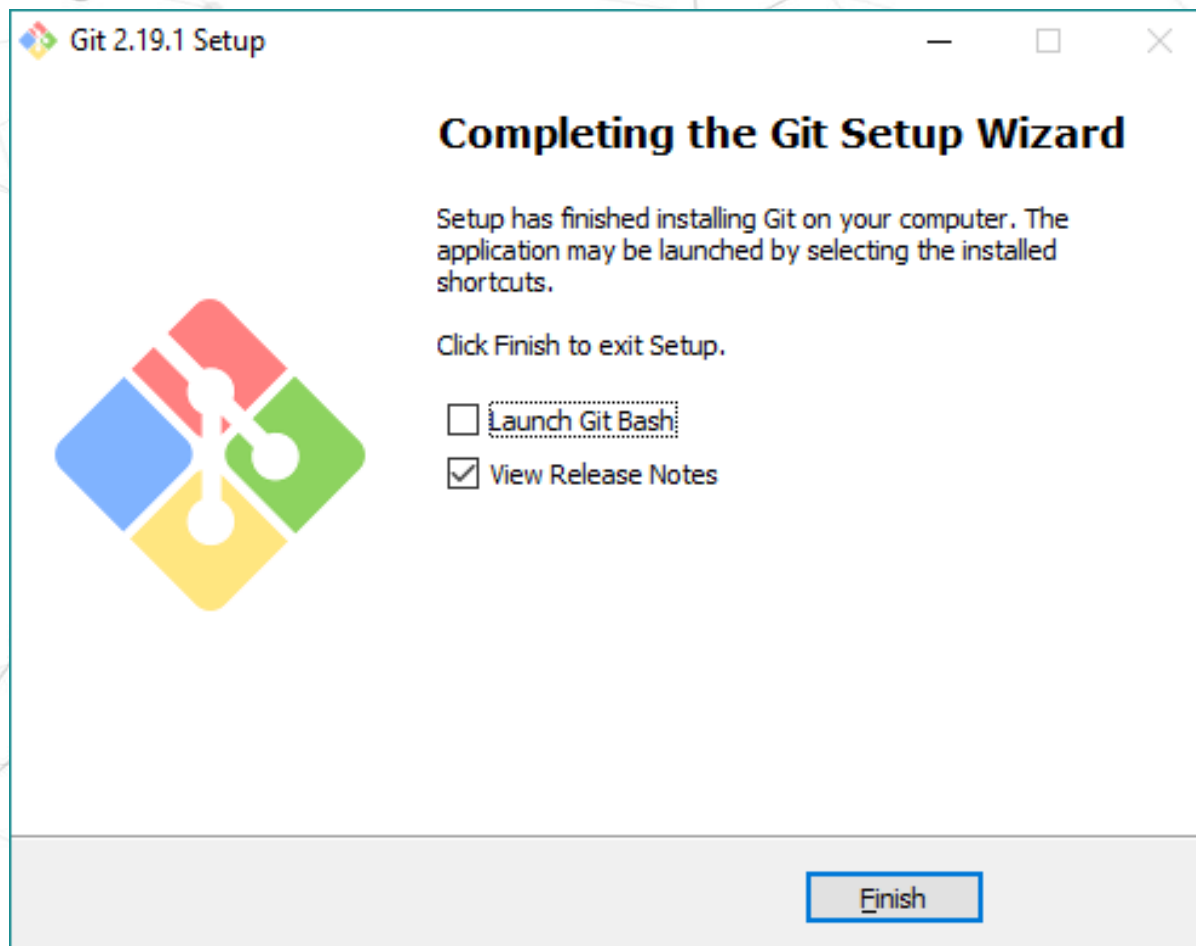 Git 2.19.1 Setup
Completing the Git Setup Wizard
Setup has finished installing Git on your computer. The
application may be launched by selecting the installed
shortcuts.
Click Finish to exit Setup.
Launch Git Bash
View Release Notes
Finish